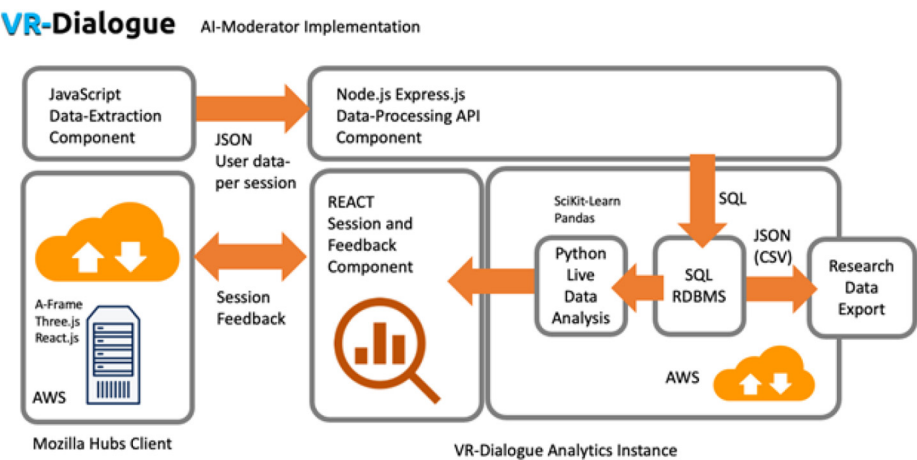 VR-Dialogue AI-Moderator Implementation
JavaScript
Data-Extraction
Component
JSON
User data-
per session
Node.js Express.js
Data-Processing API
Component
SQL
A-Frame
Three.js
React.js
AWS
Mozilla Hubs Client
Session
Feedback
REACT
Session and
Feedback
Component
SciKit-Learn
Pandas
Python
Live
Data
Analysis
SQL
RDBMS
JSON
(CSV)
Research
Data
Export
AWS
VR-Dialogue Analytics Instance